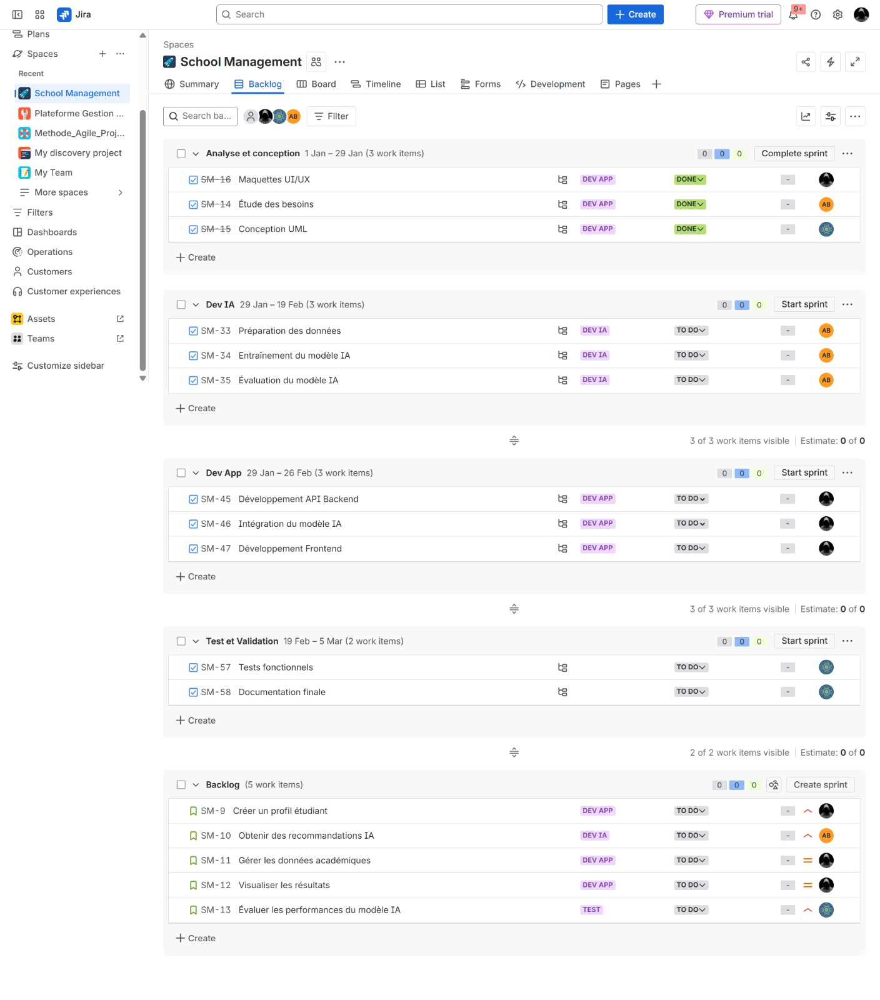 Jira
Search
Create
Premium trial
9+
Plans
Spaces
Recent
School Management
Plateforme Gestion ...
Methode_Agile_Proj...
My discovery project
My Team
More spaces
Filters
Dashboards
Operations
Customers
Customer experiences
Assets
Teams
Customize sidebar
Spaces
School Management
Summary Backlog Board Timeline List Forms Development Pages
Search ba... AB Filter
Analyse et conception 1 Jan – 29 Jan (3 work items) 0 0 0 Complete sprint
SM-16 Maquettes UI/UX DEV APP DONE -
SM-14 Étude des besoins DEV APP DONE - AB
SM-15 Conception UML DEV APP DONE -
Create
Dev IA 29 Jan – 19 Feb (3 work items) 0 0 0 Start sprint
SM-33 Préparation des données DEV IA TO DO - AB
SM-34 Entraînement du modèle IA DEV IA TO DO - AB
SM-35 Évaluation du modèle IA DEV IA TO DO - AB
Create
3 of 3 work items visible Estimate: 0 of 0
Dev App 29 Jan – 26 Feb (3 work items) 0 0 0 Start sprint
SM-45 Développement API Backend DEV APP TO DO -
SM-46 Intégration du modèle IA DEV APP TO DO -
SM-47 Développement Frontend DEV APP TO DO -
Create
3 of 3 work items visible Estimate: 0 of 0
Test et Validation 19 Feb – 5 Mar (2 work items) 0 0 0 Start sprint
SM-57 Tests fonctionnels TO DO -
SM-58 Documentation finale TO DO -
Create
2 of 2 work items visible Estimate: 0 of 0
Backlog (5 work items) 0 0 0 Create sprint
SM-9 Créer un profil étudiant DEV APP TO DO -
SM-10 Obtenir des recommandations IA DEV IA TO DO - AB
SM-11 Gérer les données académiques DEV APP TO DO -
SM-12 Visualiser les résultats DEV APP TO DO -
SM-13 Évaluer les performances du modèle IA TEST TO DO -
Create